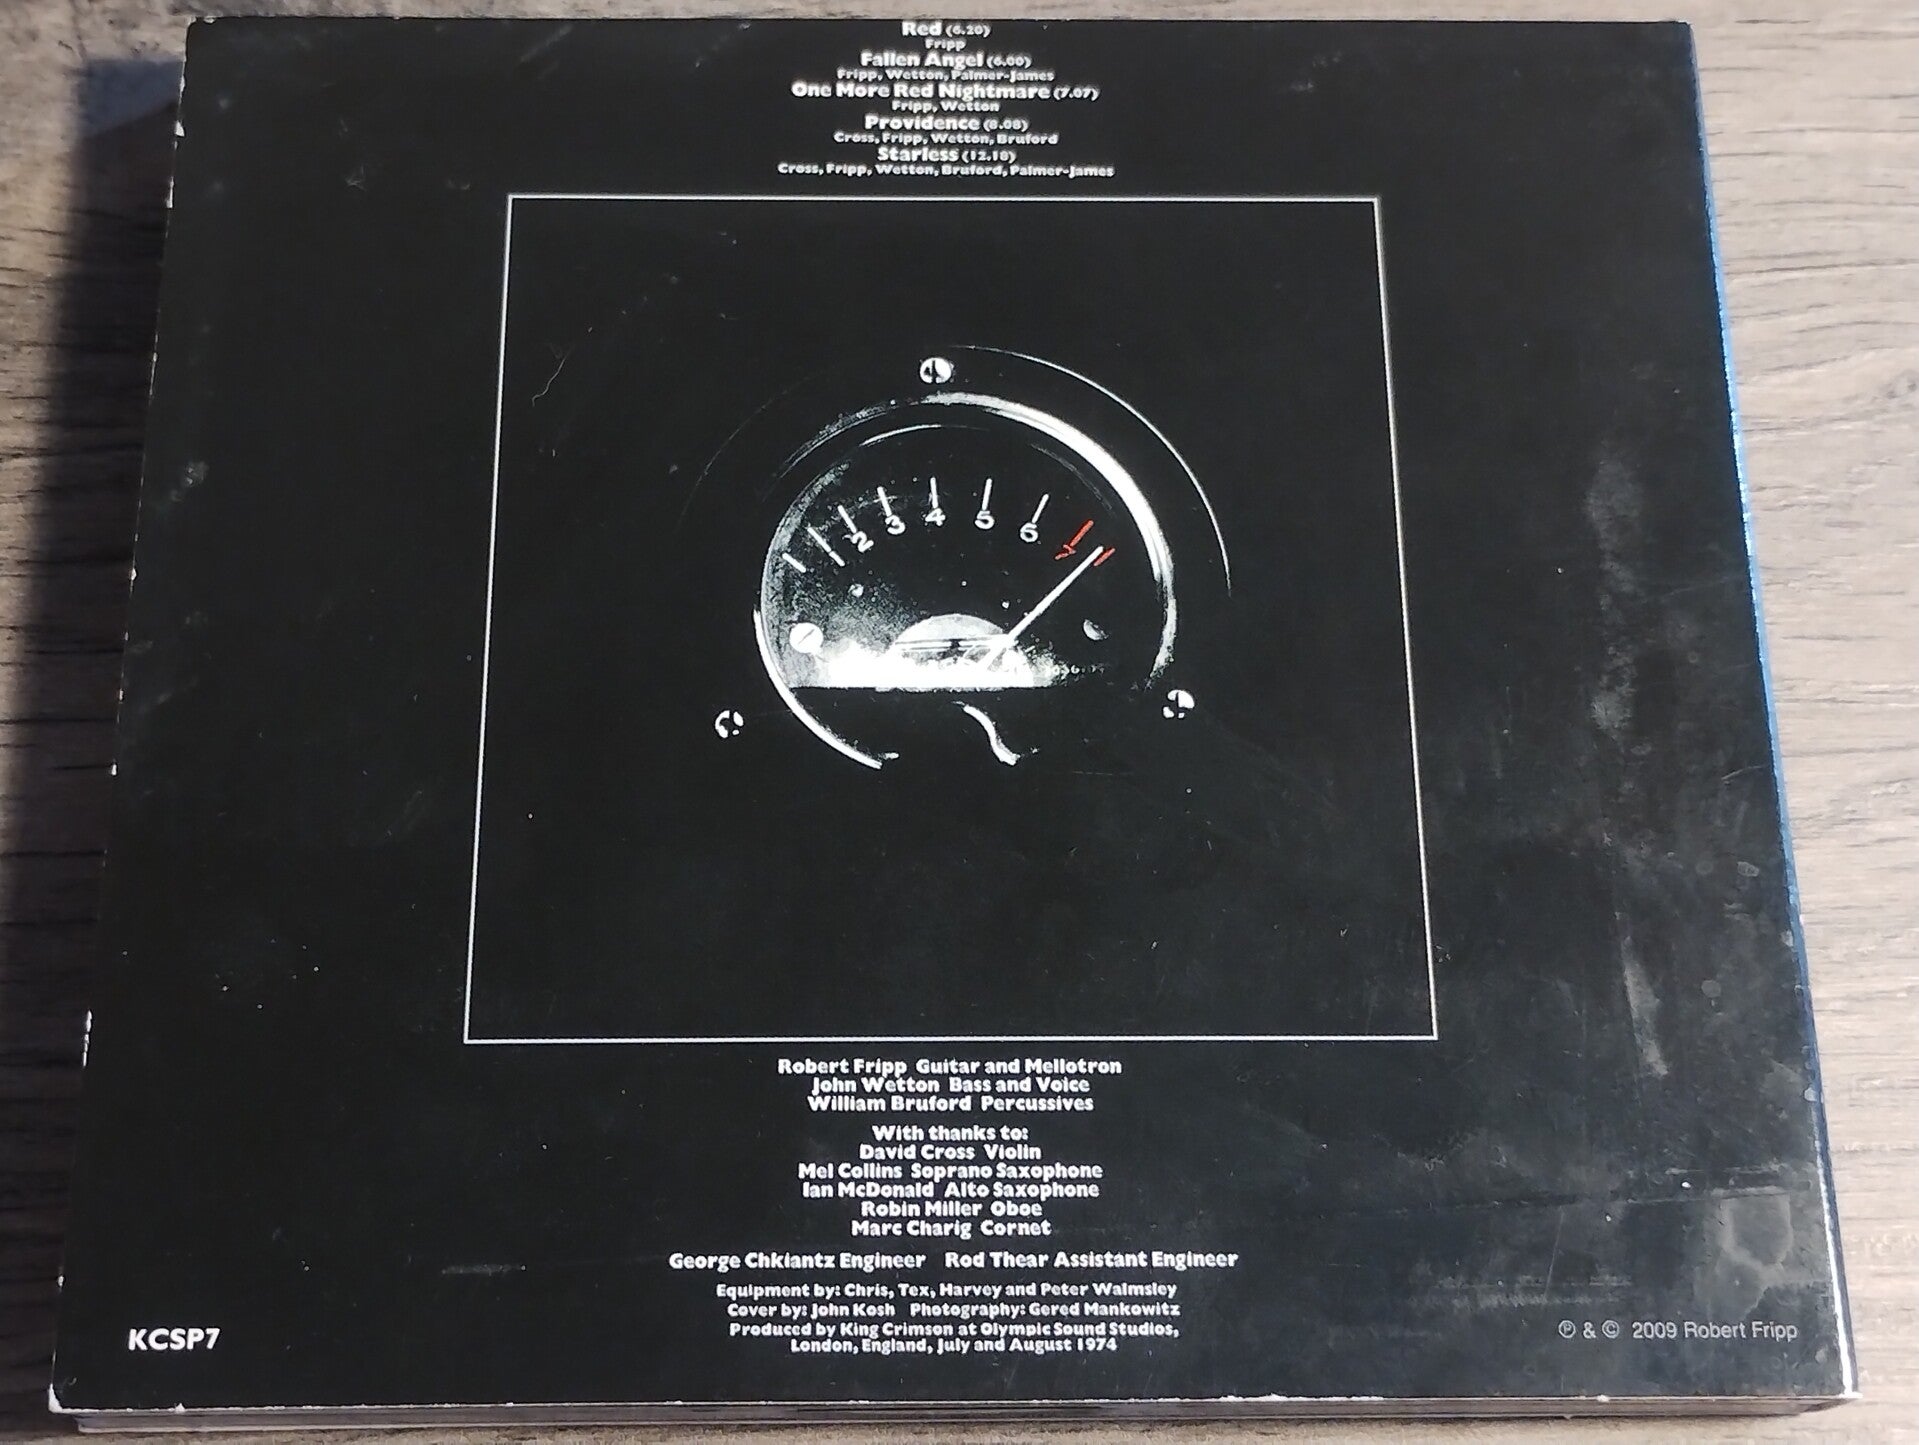 Red (6.20)
Fripp
Fallen Angel (6.00)
Fripp, Wetton, Palmer-James
One More Red Nightmare (7.07)
Fripp, Wetton
Providence (8.08)
Cross, Fripp, Wetton, Bruford
Starless (12.18)
Cross, Fripp, Wetton, Bruford, Palmer-James
2 3 4 5 6 7
Robert Fripp Guitar and Mellotron
John Wetton Bass and Voice
William Bruford Percussives
With thanks to:
David Cross Violin
Mel Collins Soprano Saxophone
Ian McDonald Alto Saxophone
Robin Miller Oboe
Marc Charig Cornet
George Chkiantz Engineer Rod Thear Assistant Engineer
Equipment by: Chris, Tex, Harvey and Peter Walmsley
Cover by: John Kosh Photography: Gered Mankowitz
Produced by King Crimson at Olympic Sound Studios,
London, England, July and August 1974
KCSP7
℗ & © 2009 Robert Fripp